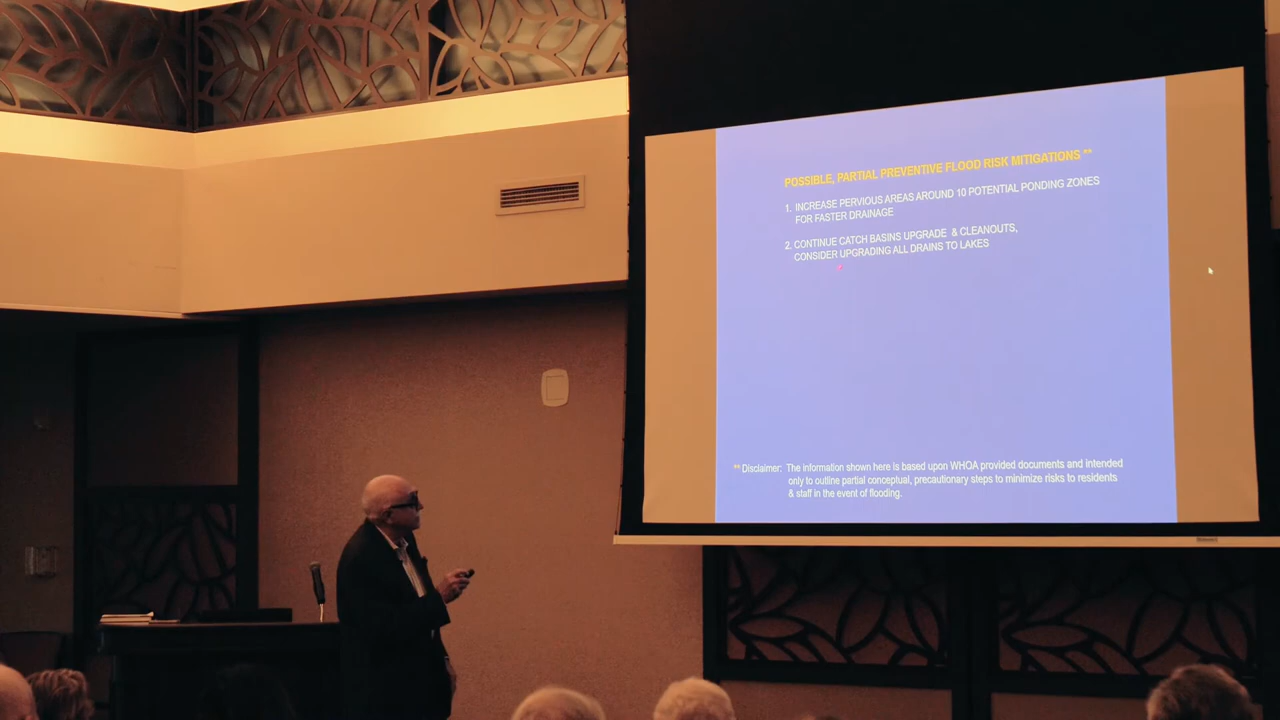 POSSIBLE, PARTIAL PREVENTIVE FLOOD RISK MITIGATIONS **
1. INCREASE PERVIOUS AREAS AROUND 10 POTENTIAL PONDING ZONES
FOR FASTER DRAINAGE
2. CONTINUE CATCH BASINS UPGRADE & CLEANOUTS,
CONSIDER UPGRADING ALL DRAINS TO LAKES
** Disclaimer: The information shown here is based upon WHOA provided documents and intended
only to outline partial conceptual, precautionary steps to minimize risks to residents
& staff in the event of flooding.